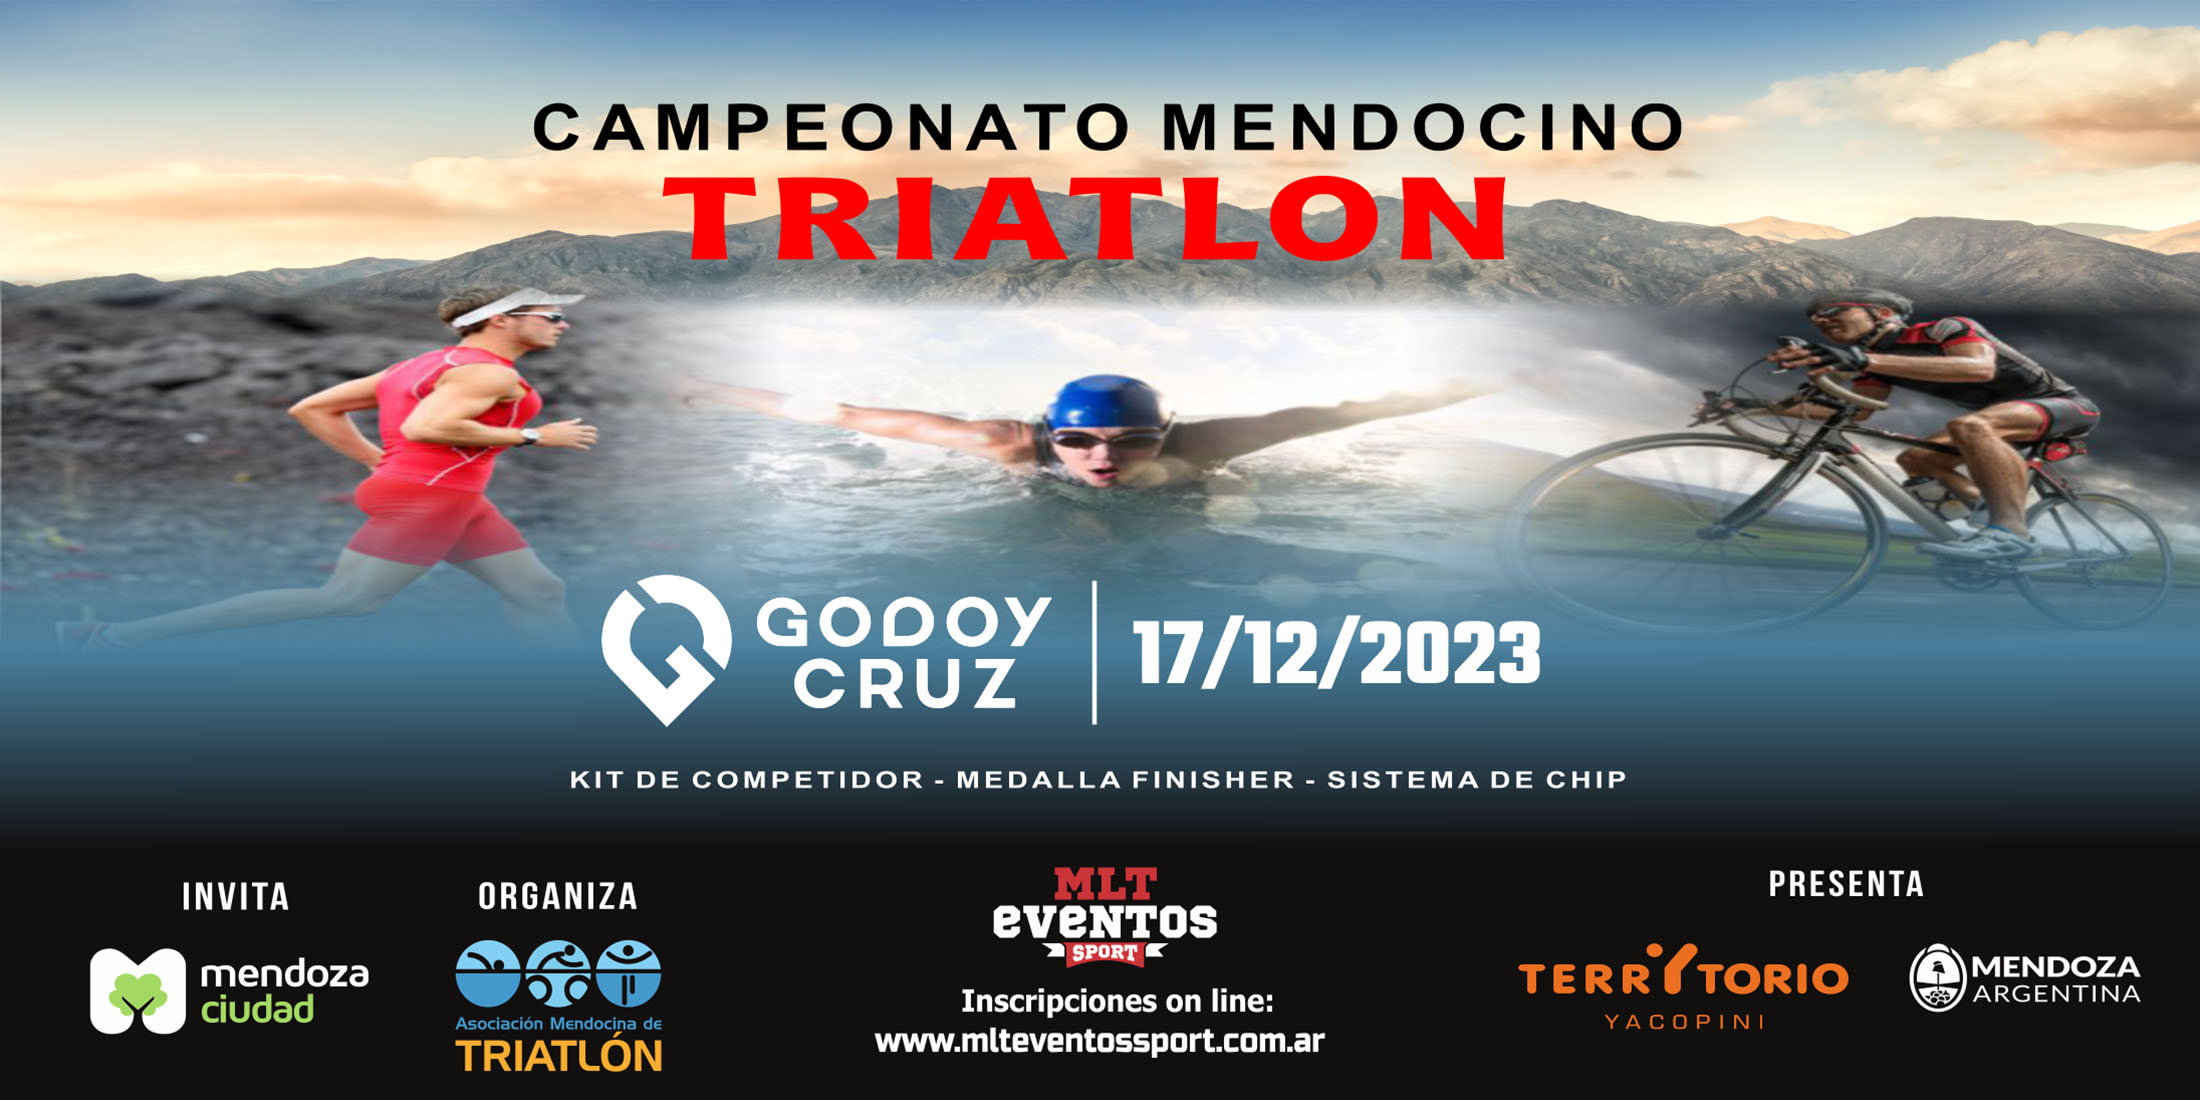 CAMPEONATO MENDOCINO
TRIATLON
GODOY
CRUZ
17/12/2023
KIT DE COMPETIDOR - MEDALLA FINISHER - SISTEMA DE CHIP
INVITA
mendoza
ciudad
ORGANIZA
Asociación Mendocina de
TRIATLÓN
MLT
eventos
SPORT
Inscripciones on line:
www.mlteventossport.com.ar
PRESENTA
TERRITORIO
YACOPINI
MENDOZA
ARGENTINA